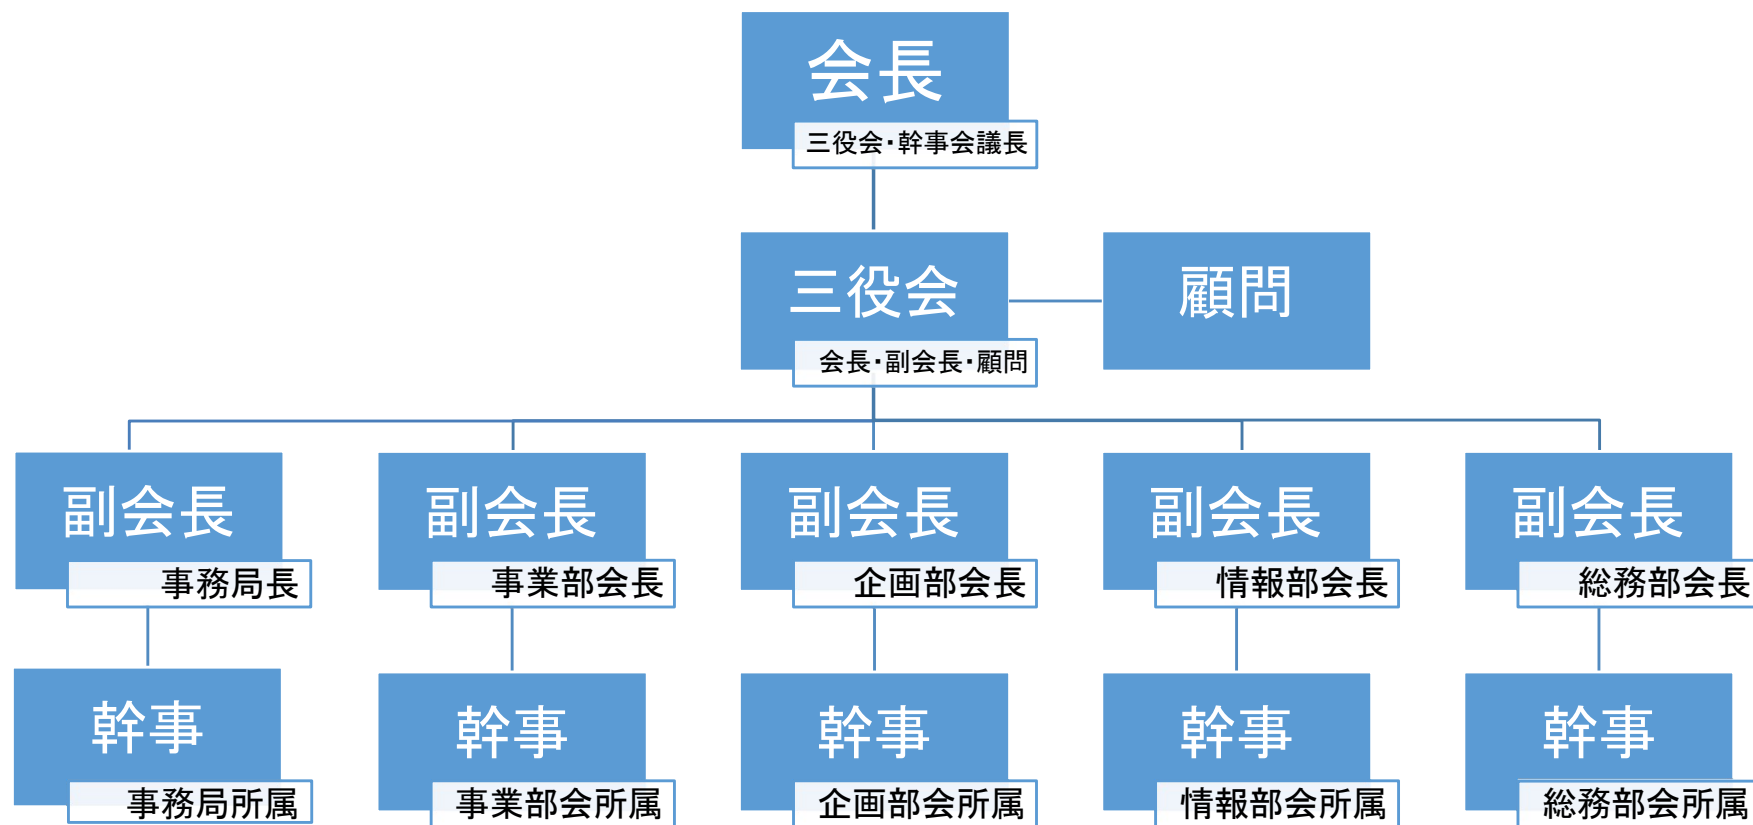 会長
三役会・幹事会議長
三役会
会長・副会長・顧問
顧問
副会長
事務局長
副会長
事業部会長
副会長
企画部会長
副会長
情報部会長
副会長
総務部会長
幹事
事務局所属
幹事
事業部会所属
幹事
企画部会所属
幹事
情報部会所属
幹事
総務部会所属